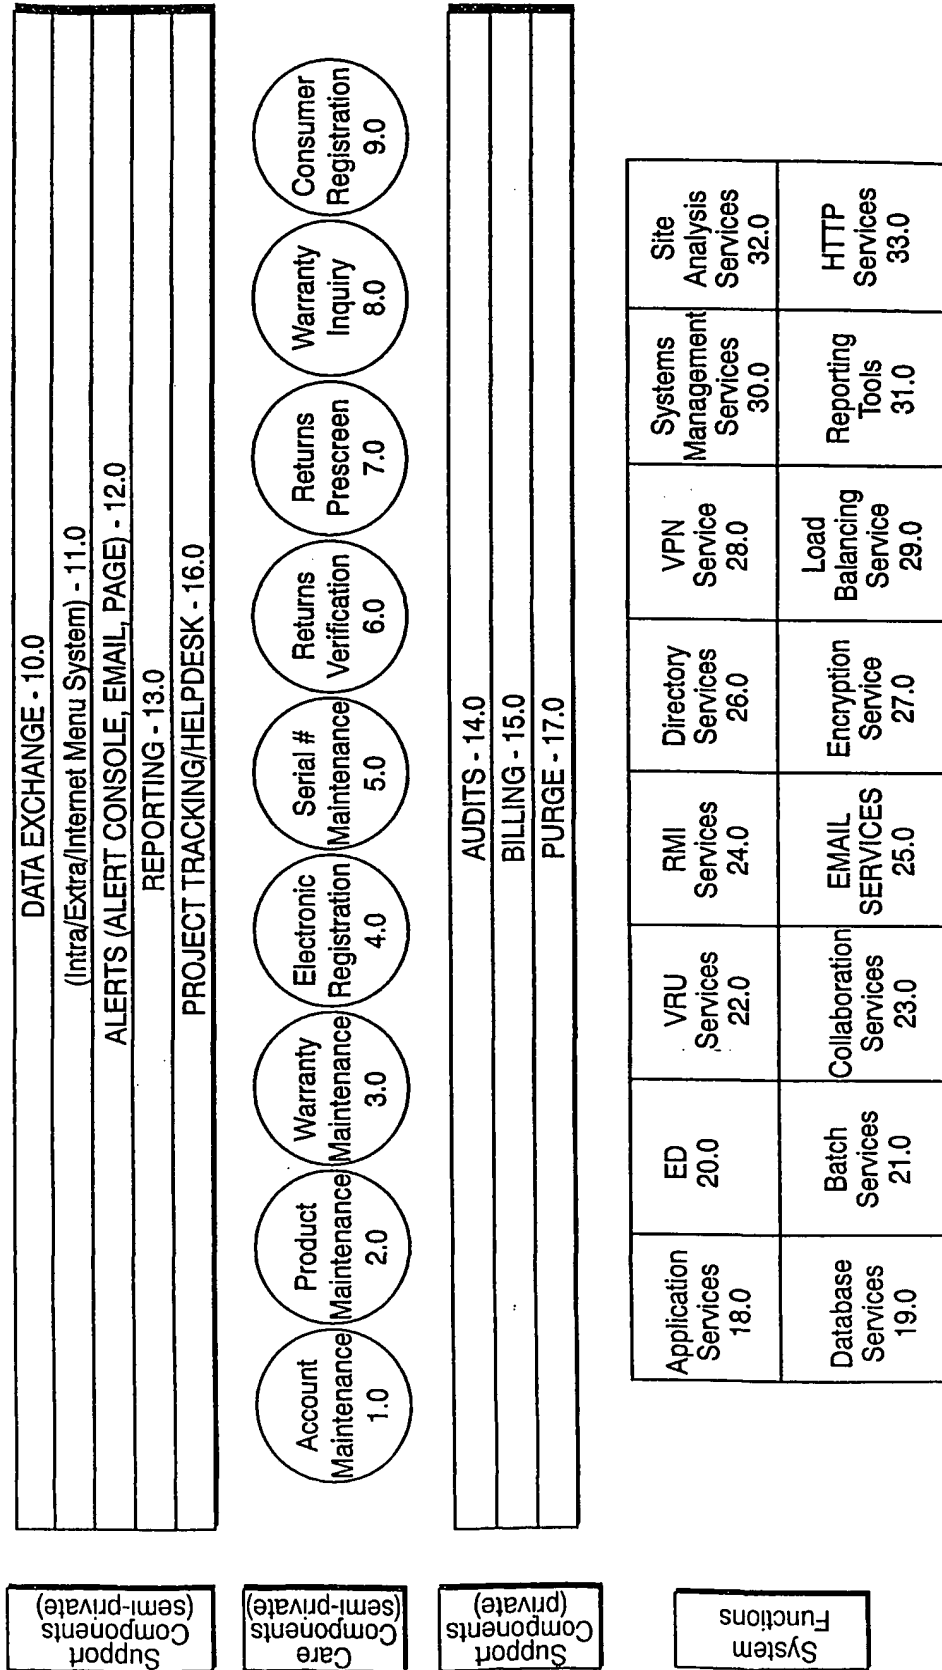 Support
Components
(semi-private)
DATA EXCHANGE - 10.0
(Intra/Extra/Internet Menu System) - 11.0
ALERTS (ALERT CONSOLE, EMAIL, PAGE) - 12.0
REPORTING - 13.0
PROJECT TRACKING/HELPDESK - 16.0
Care
Components
(semi-private)
Account
Maintenance
1.0
Product
Maintenance
2.0
Warranty
Maintenance
3.0
Electronic
Registration
4.0
Serial #
Maintenance
5.0
Returns
Verification
6.0
Returns
Prescreen
7.0
Warranty
Inquiry
8.0
Consumer
Registration
9.0
Support
Components
(private)
AUDITS - 14.0
BILLING - 15.0
PURGE - 17.0
System
Functions
Application
Services
18.0
ED
20.0
VRU
Services
22.0
RMI
Services
24.0
Directory
Services
26.0
VPN
Service
28.0
Systems
Management
Services
30.0
Site
Analysis
Services
32.0
Database
Services
19.0
Batch
Services
21.0
Collaboration
Services
23.0
EMAIL
SERVICES
25.0
Encryption
Service
27.0
Load
Balancing
Service
29.0
Reporting
Tools
31.0
HTTP
Services
33.0